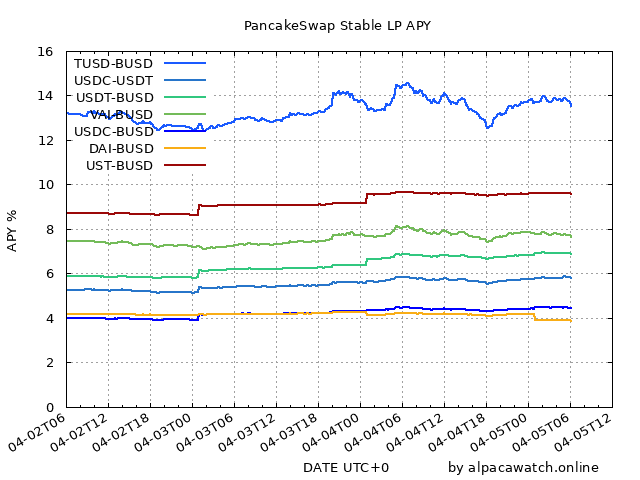 PancakeSwap Stable LP APY
16
14
12
10
8
6
4
2
0
APY %
TUSD-BUSD
USDC-USDT
USDT-BUSD
VAI-BUSD
USDC-BUSD
DAI-BUSD
UST-BUSD
04-02T06
04-02T12
04-02T18
04-03T00
04-03T06
04-03T12
04-03T18
04-04T00
04-04T06
04-04T12
04-04T18
04-05T00
04-05T06
04-05T12
DATE UTC+0
by alpacawatch.online